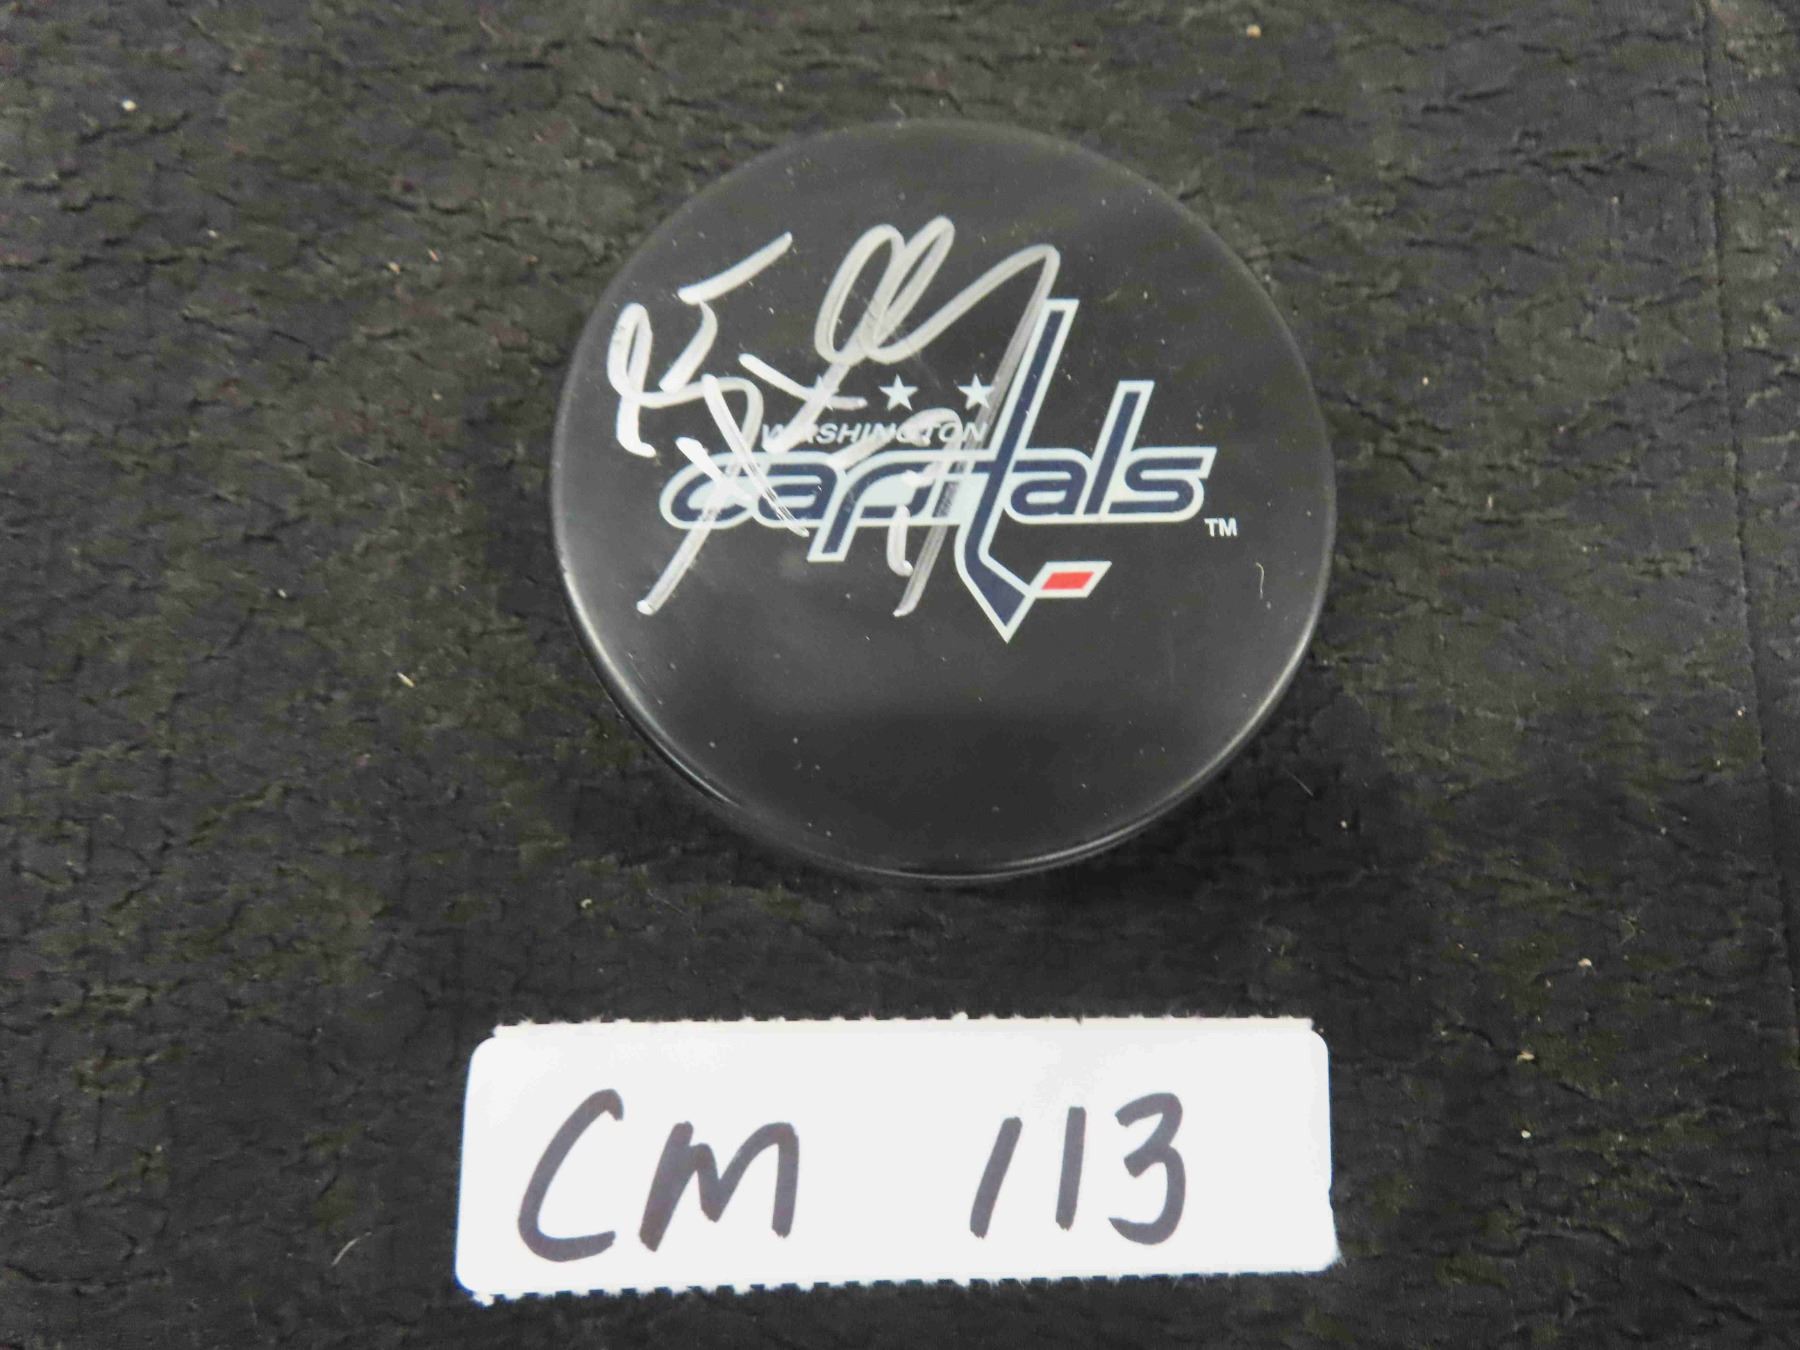 WASHINGTON
capitals TM
CM 113